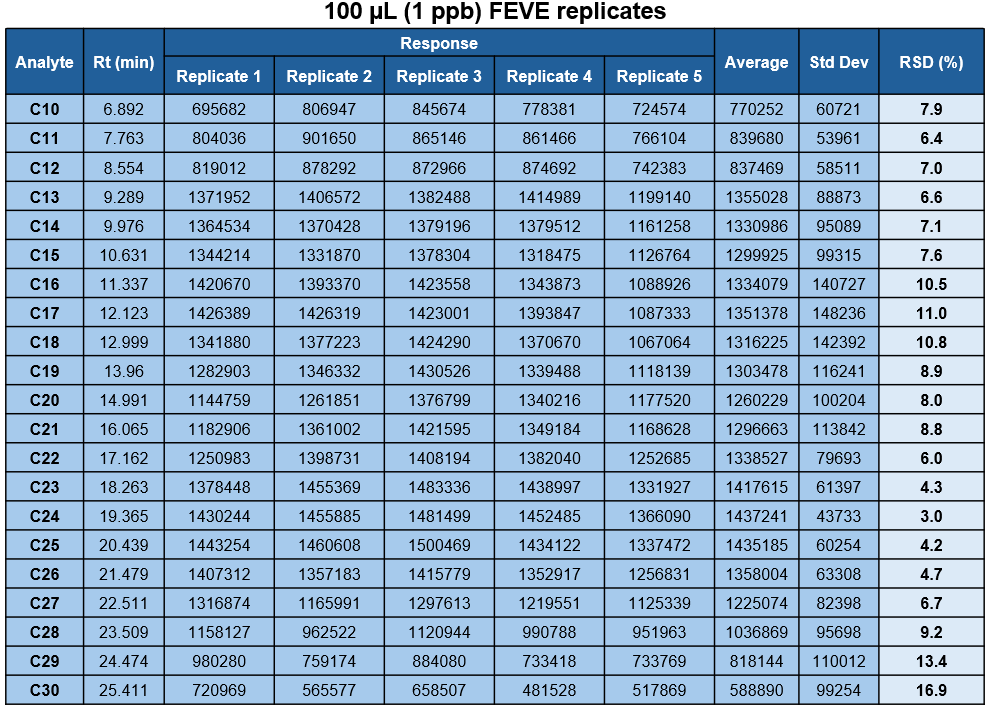 100 µL (1 ppb) FEVE replicates
Analyte Rt (min) Response Average Std Dev RSD (%)
Replicate 1 Replicate 2 Replicate 3 Replicate 4 Replicate 5
C10 6.892 695682 806947 845674 778381 724574 770252 60721 7.9
C11 7.763 804036 901650 865146 861466 766104 839680 53961 6.4
C12 8.554 819012 878292 872966 874692 742383 837469 58511 7.0
C13 9.289 1371952 1406572 1382488 1414989 1199140 1355028 88873 6.6
C14 9.976 1364534 1370428 1379196 1379512 1161258 1330986 95089 7.1
C15 10.631 1344214 1331870 1378304 1318475 1126764 1299925 99315 7.6
C16 11.337 1420670 1393370 1423558 1343873 1088926 1334079 140727 10.5
C17 12.123 1426389 1426319 1423001 1393847 1087333 1351378 148236 11.0
C18 12.999 1341880 1377223 1424290 1370670 1067064 1316225 142392 10.8
C19 13.96 1282903 1346332 1430526 1339488 1118139 1303478 116241 8.9
C20 14.991 1144759 1261851 1376799 1340216 1177520 1260229 100204 8.0
C21 16.065 1182906 1361002 1421595 1349184 1168628 1296663 113842 8.8
C22 17.162 1250983 1398731 1408194 1382040 1252685 1338527 79693 6.0
C23 18.263 1378448 1455369 1483336 1438997 1331927 1417615 61397 4.3
C24 19.365 1430244 1455885 1481499 1452485 1366090 1437241 43733 3.0
C25 20.439 1443254 1460608 1500469 1434122 1337472 1435185 60254 4.2
C26 21.479 1407312 1357183 1415779 1352917 1256831 1358004 63308 4.7
C27 22.511 1316874 1165991 1297613 1219551 1125339 1225074 82398 6.7
C28 23.509 1158127 962522 1120944 990788 951963 1036869 95698 9.2
C29 24.474 980280 759174 884080 733418 733769 818144 110012 13.4
C30 25.411 720969 565577 658507 481528 517869 588890 99254 16.9